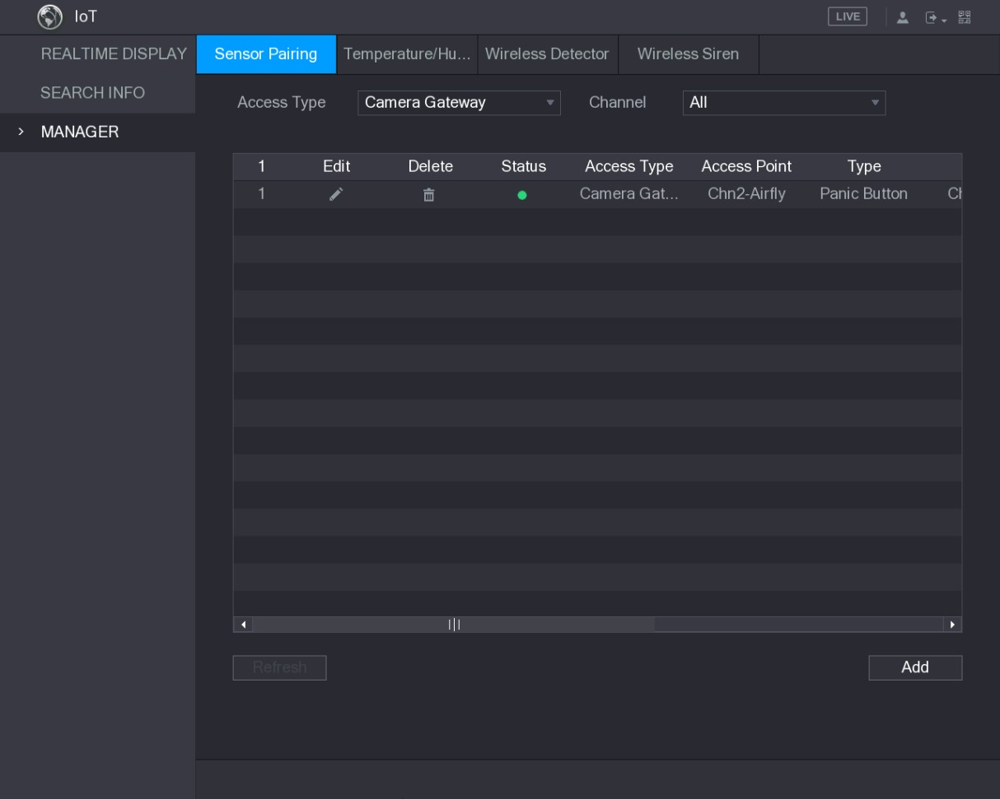 IoT
LIVE
REALTIME DISPLAY
SEARCH INFO
MANAGER
Sensor Pairing Temperature/Hu... Wireless Detector Wireless Siren
Access Type Camera Gateway Channel All
1 Edit Delete Status Access Type Access Point Type
1 Camera Gat... Chn2-Airfly Panic Button
Refresh Add